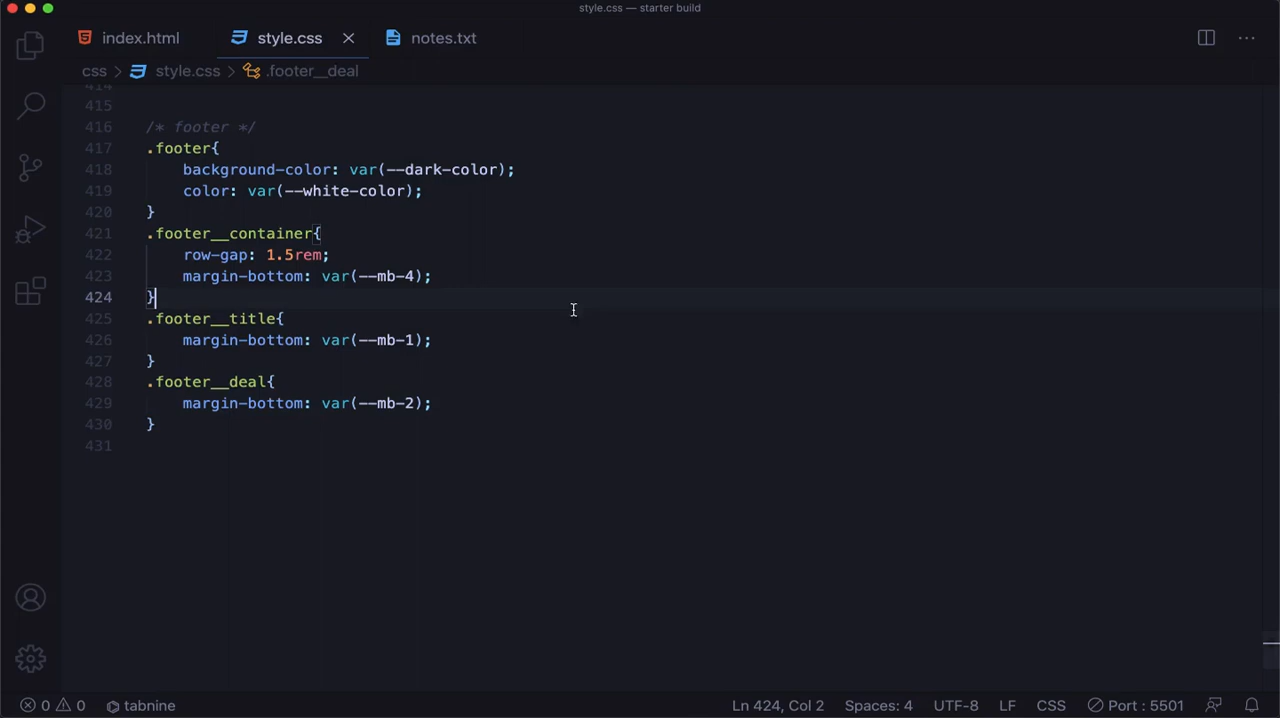 style.css — starter build
index.html style.css notes.txt
css > style.css > .footer__deal
414
415
416 /* footer */
417 .footer{
418 background-color: var(--dark-color);
419 color: var(--white-color);
420 }
421 .footer__container{
422 row-gap: 1.5rem;
423 margin-bottom: var(--mb-4);
424 }
425 .footer__title{
426 margin-bottom: var(--mb-1);
427 }
428 .footer__deal{
429 margin-bottom: var(--mb-2);
430 }
431
0 0 tabnine Ln 424, Col 2 Spaces: 4 UTF-8 LF CSS Port : 5501